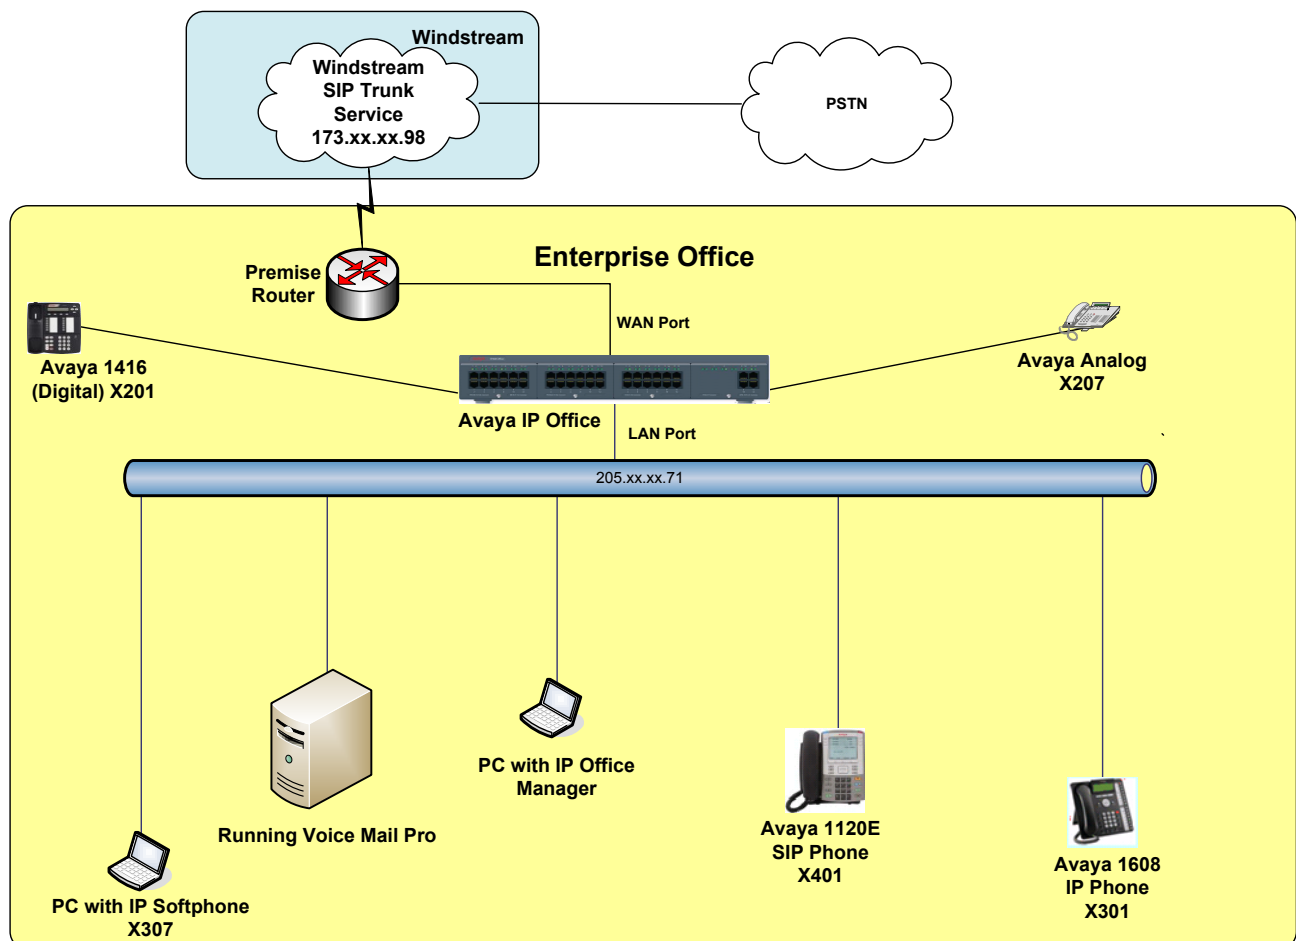 Windstream
Windstream
SIP Trunk
Service
173.xx.xx.98
PSTN
Enterprise Office
Premise
Router
WAN Port
Avaya 1416
(Digital) X201
Avaya Analog
X207
Avaya IP Office
LAN Port
`
205.xx.xx.71
PC with IP Office
Manager
Running Voice Mail Pro
Avaya 1120E
SIP Phone
X401
Avaya 1608
IP Phone
X301
PC with IP Softphone
X307